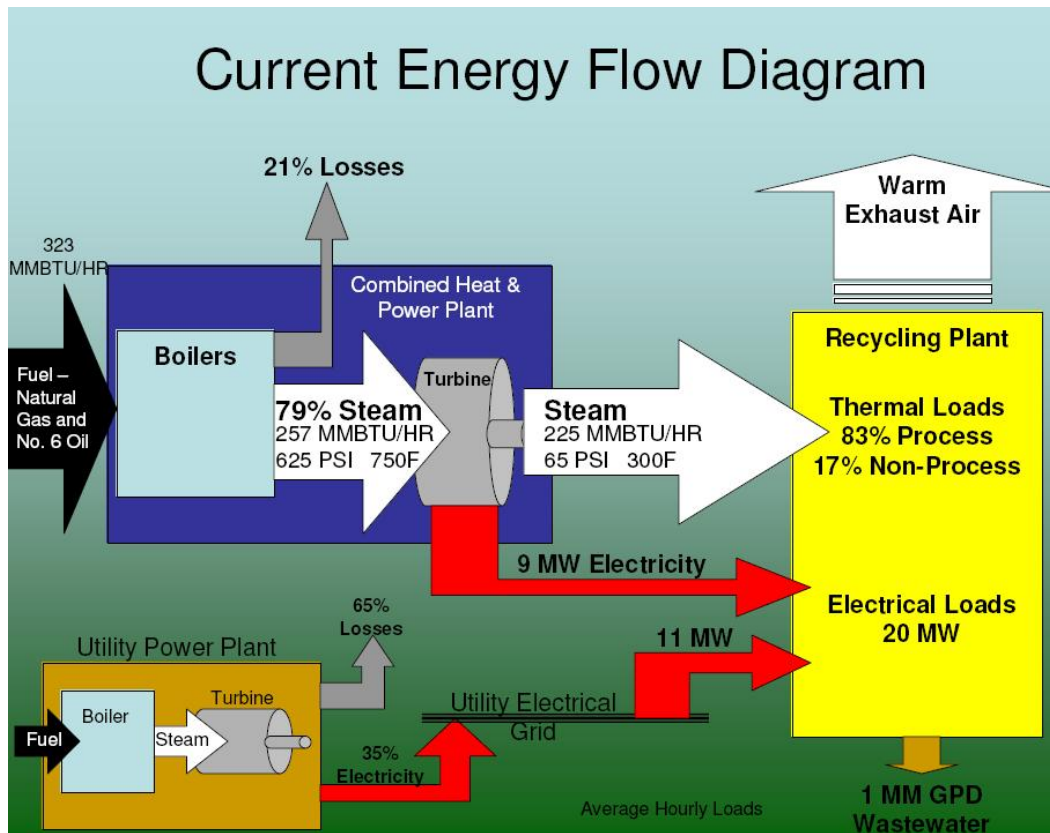 Current Energy Flow Diagram
21% Losses
Warm
Exhaust Air
323
MMBTU/HR
Combined Heat &
Power Plant
Boilers
Turbine
Fuel –
Natural
Gas and
No. 6 Oil
79% Steam
257 MMBTU/HR
625 PSI 750F
Steam
225 MMBTU/HR
65 PSI 300F
Recycling Plant
Thermal Loads
83% Process
17% Non-Process
9 MW Electricity
Electrical Loads
20 MW
11 MW
65%
Losses
Utility Power Plant
Boiler
Turbine
Fuel
Steam
35%
Electricity
Utility Electrical
Grid
Average Hourly Loads
1 MM GPD
Wastewater